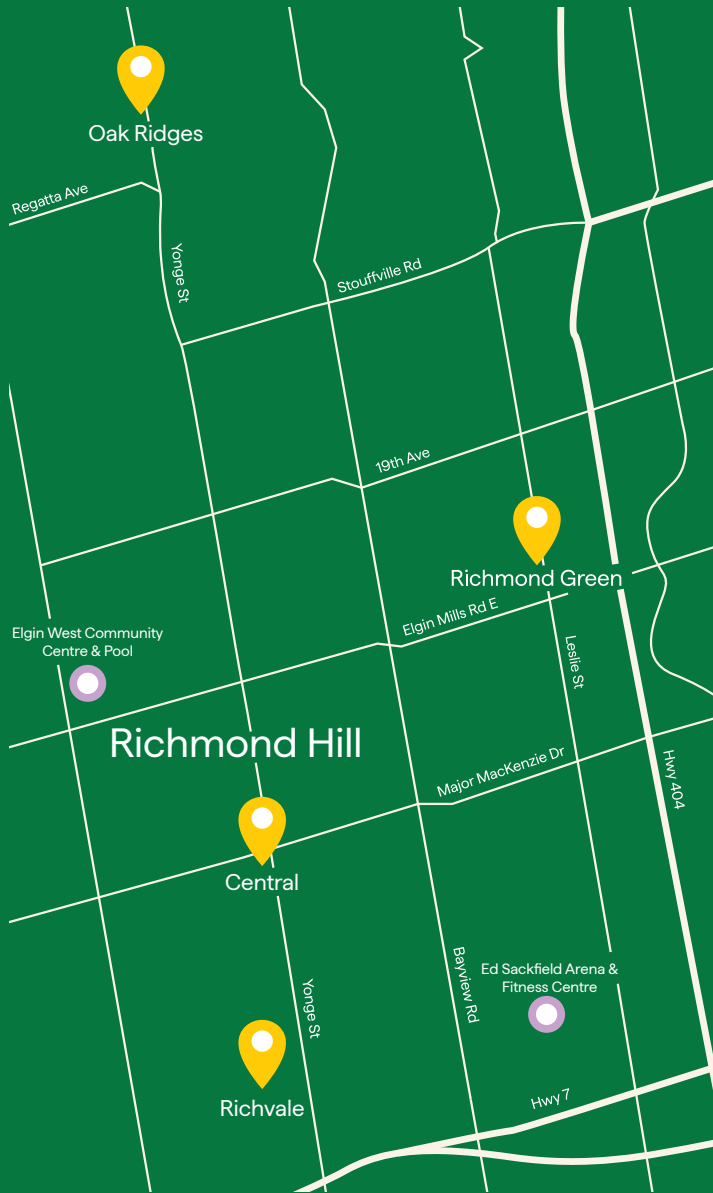 Oak Ridges
Regatta Ave
Yonge St
Stouffville Rd
19th Ave
Richmond Green
Elgin Mills Rd E
Elgin West Community
Centre & Pool
Leslie St
Richmond Hill
Major MacKenzie Dr
Hwy 404
Central
Bayview Rd
Ed Sackfield Arena &
Fitness Centre
Yonge St
Hwy 7
Richvale